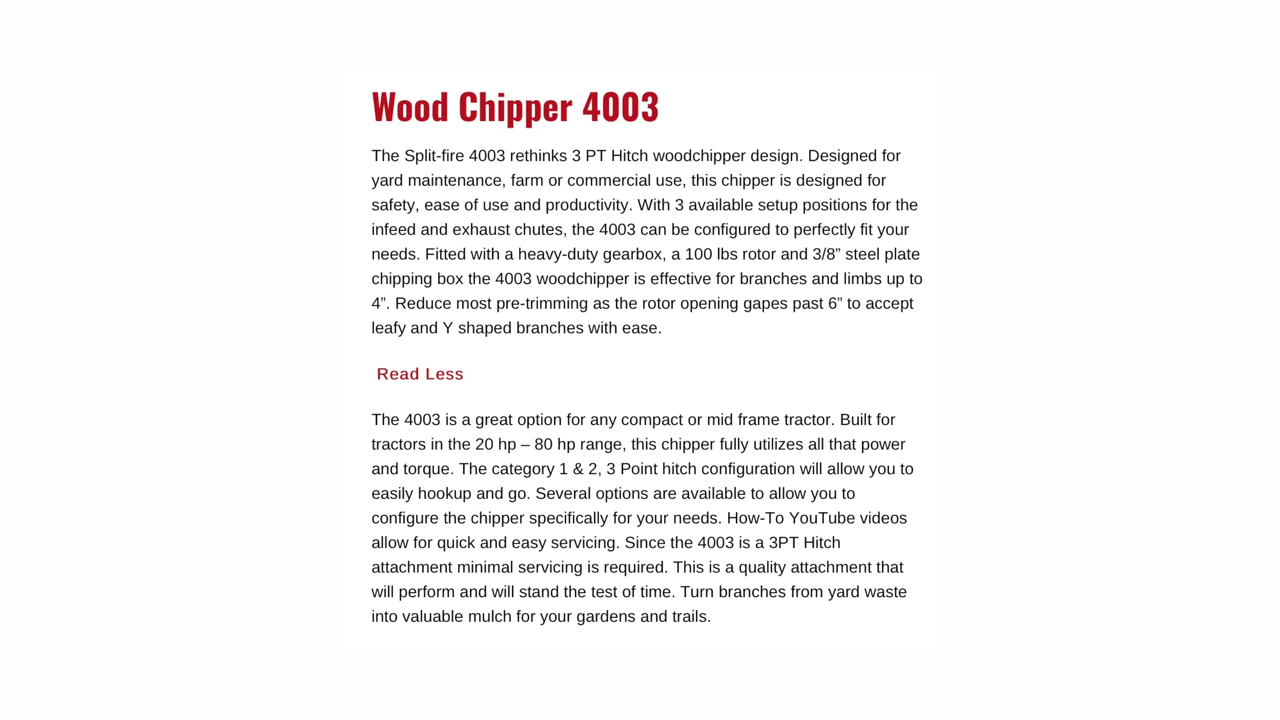 Wood Chipper 4003
The Split-fire 4003 rethinks 3 PT Hitch woodchipper design. Designed for
yard maintenance, farm or commercial use, this chipper is designed for
safety, ease of use and productivity. With 3 available setup positions for the
infeed and exhaust chutes, the 4003 can be configured to perfectly fit your
needs. Fitted with a heavy-duty gearbox, a 100 lbs rotor and 3/8” steel plate
chipping box the 4003 woodchipper is effective for branches and limbs up to
4”. Reduce most pre-trimming as the rotor opening gapes past 6” to accept
leafy and Y shaped branches with ease.
Read Less
The 4003 is a great option for any compact or mid frame tractor. Built for
tractors in the 20 hp – 80 hp range, this chipper fully utilizes all that power
and torque. The category 1 & 2, 3 Point hitch configuration will allow you to
easily hookup and go. Several options are available to allow you to
configure the chipper specifically for your needs. How-To YouTube videos
allow for quick and easy servicing. Since the 4003 is a 3PT Hitch
attachment minimal servicing is required. This is a quality attachment that
will perform and will stand the test of time. Turn branches from yard waste
into valuable mulch for your gardens and trails.